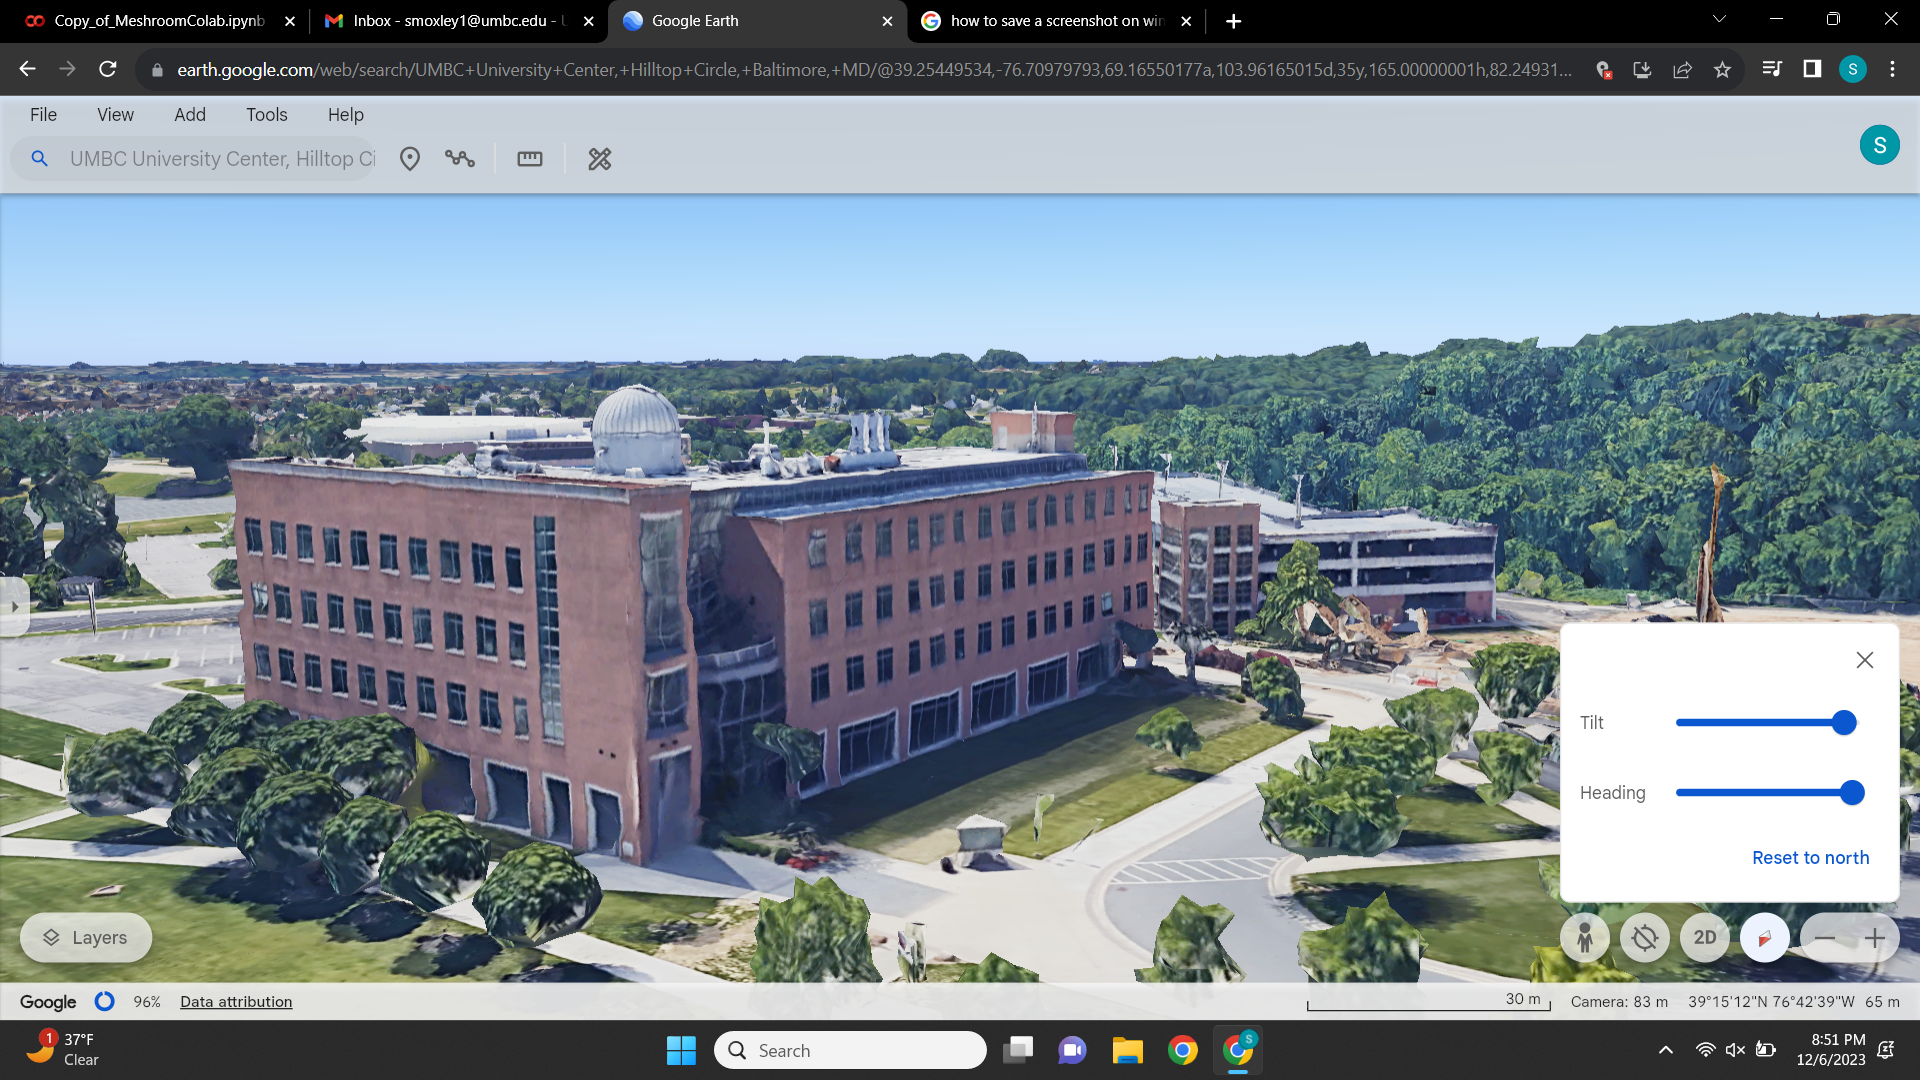 Copy_of_MeshroomColab.ipynb
Inbox - smoxley1@umbc.edu - U
Google Earth
how to save a screenshot on win
earth.google.com/web/search/UMBC+University+Center,+Hilltop+Circle,+Baltimore,+MD/@39.25449534,-76.70979793,69.16550177a,103.96165015d,35y,165.00000001h,82.24931...
S
File View Add Tools Help
UMBC University Center, Hilltop Ci
S
Tilt
Heading
Reset to north
Layers
2D
Google 96% Data attribution
30 m
Camera: 83 m 39°15'12"N 76°42'39"W 65 m
1
37°F
Clear
Search
S
8:51 PM
12/6/2023